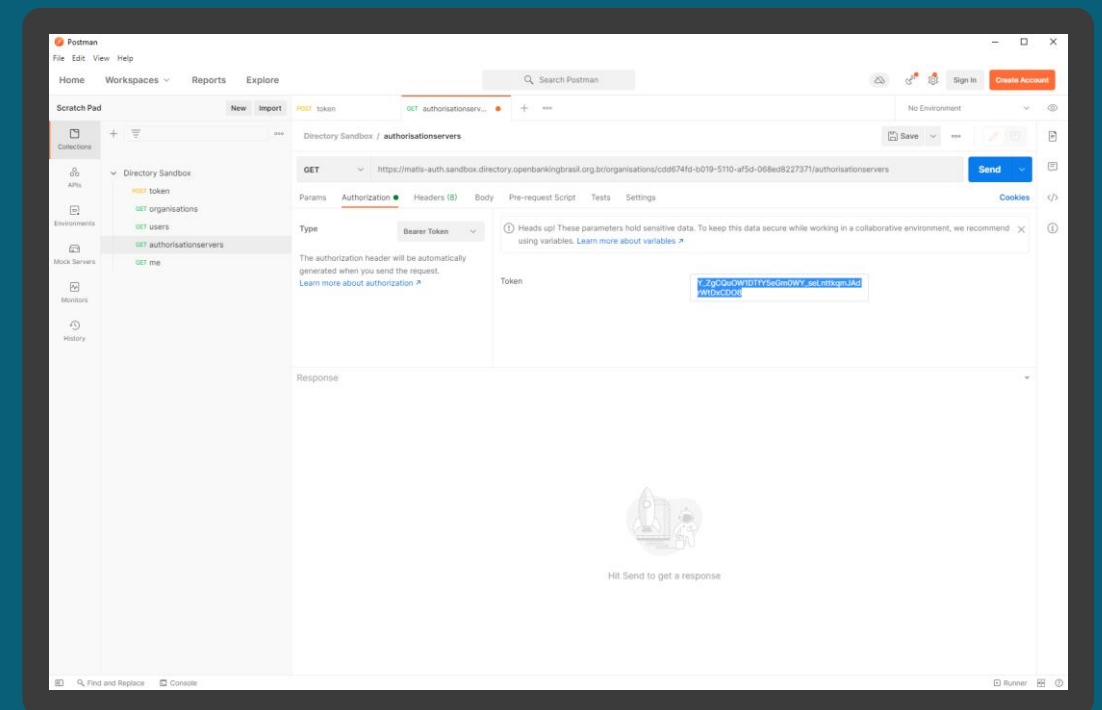 Postman
File Edit View Help
Home Workspaces Reports Explore Search Postman Sign In Create Account
Scratch Pad New Import POST token GET authorisationserv... No Environment
Collections
APIs
Environments
Mock Servers
Monitors
History
Directory Sandbox
POST token
GET organisations
GET users
GET authorisationservers
GET me
Directory Sandbox / authorisationservers Save
GET https://matls-auth.sandbox.directory.openbankingbrasil.org.br/organisations/cdd674fd-b019-5110-af5d-068ed8227371/authorisationservers Send
Params Authorization Headers (8) Body Pre-request Script Tests Settings Cookies
Type Bearer Token
The authorization header will be automatically
generated when you send the request.
Learn more about authorization
Heads up! These parameters hold sensitive data. To keep this data secure while working in a collaborative environment, we recommend
using variables. Learn more about variables
Token
Response
Hit Send to get a response
Find and Replace Console Runner